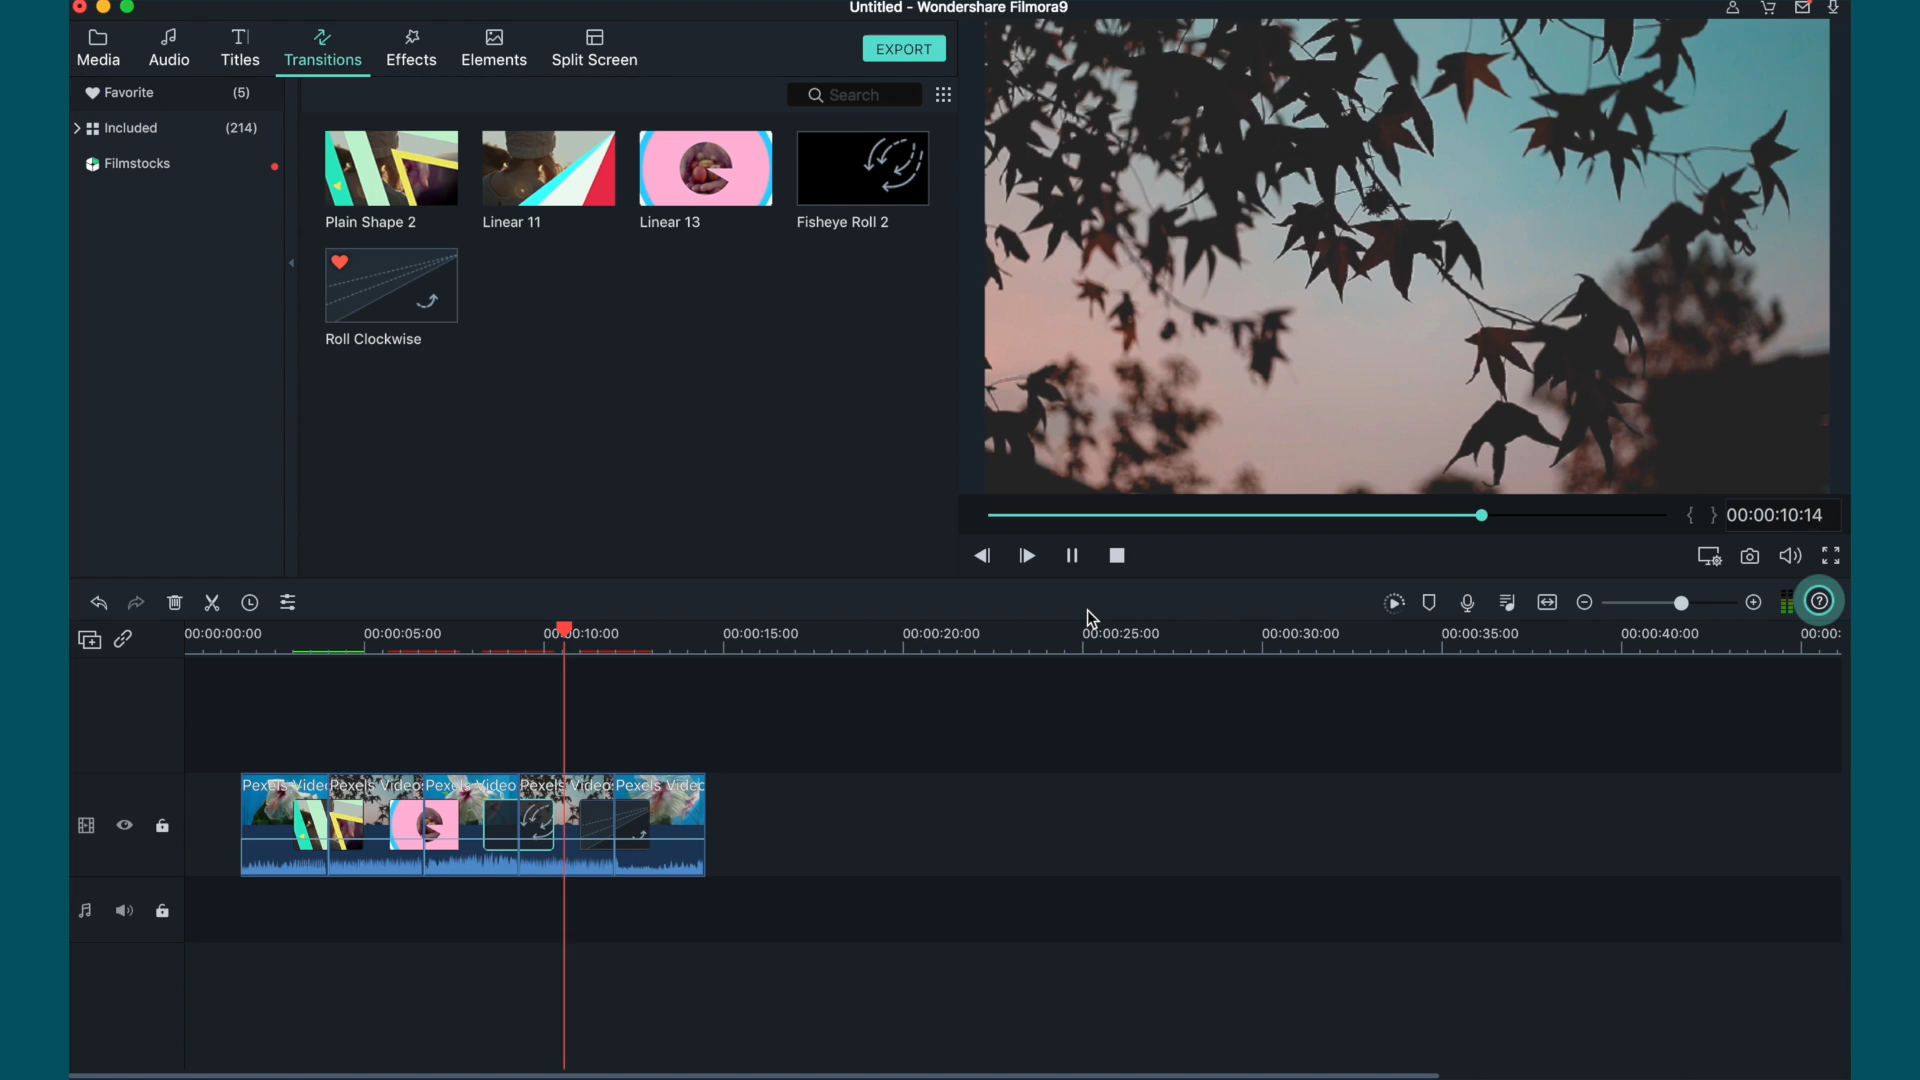 Untitled - Wondershare Filmora9
Media
Audio
Titles
Transitions
Effects
Elements
Split Screen
EXPORT
Favorite (5)
Included (214)
Filmstocks
Search
Plain Shape 2
Linear 11
Linear 13
Fisheye Roll 2
Roll Clockwise
{ } 00:00:10:14
00:00:00:00
00:00:05:00
00:00:10:00
00:00:15:00
00:00:20:00
00:00:25:00
00:00:30:00
00:00:35:00
00:00:40:00
00:00:
Pexels Video
Pexels Videos
Pexels Video
Pexels Videos
Pexels Video